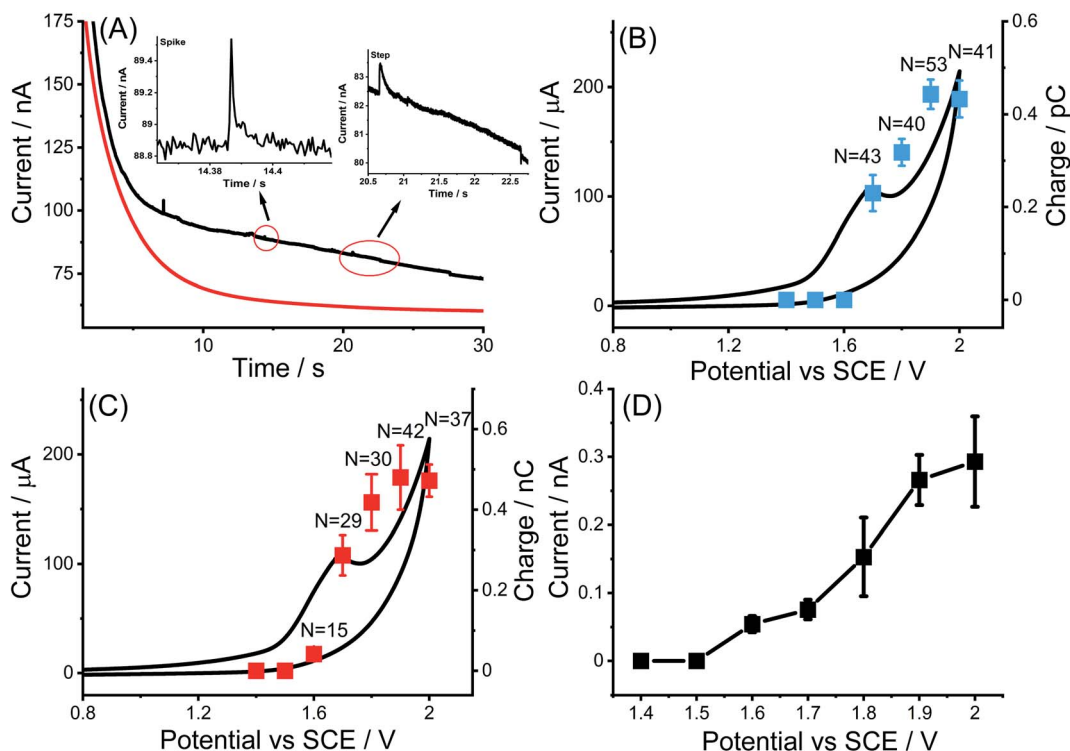 (A)
175
150
125
100
75
Current / nA
10
20
30
Time / s
Spike
89.4
89.2
89
88.8
Current / nA
14.38
14.4
Time / s
Step
83
82
81
80
Current / nA
20.5
21
21.5
22
22.5
Time / s
(B)
200
100
0
Current / μA
0.6
0.4
0.2
0
Charge / pC
N=41
N=53
N=40
N=43
0.8
1.2
1.6
2
Potential vs SCE / V
(C)
200
100
0
Current / μA
0.6
0.4
0.2
0
Charge / nC
N=37
N=42
N=30
N=29
N=15
0.8
1.2
1.6
2
Potential vs SCE / V
(D)
0.4
0.3
0.2
0.1
0
Current / nA
1.4
1.5
1.6
1.7
1.8
1.9
2
Potential vs SCE / V